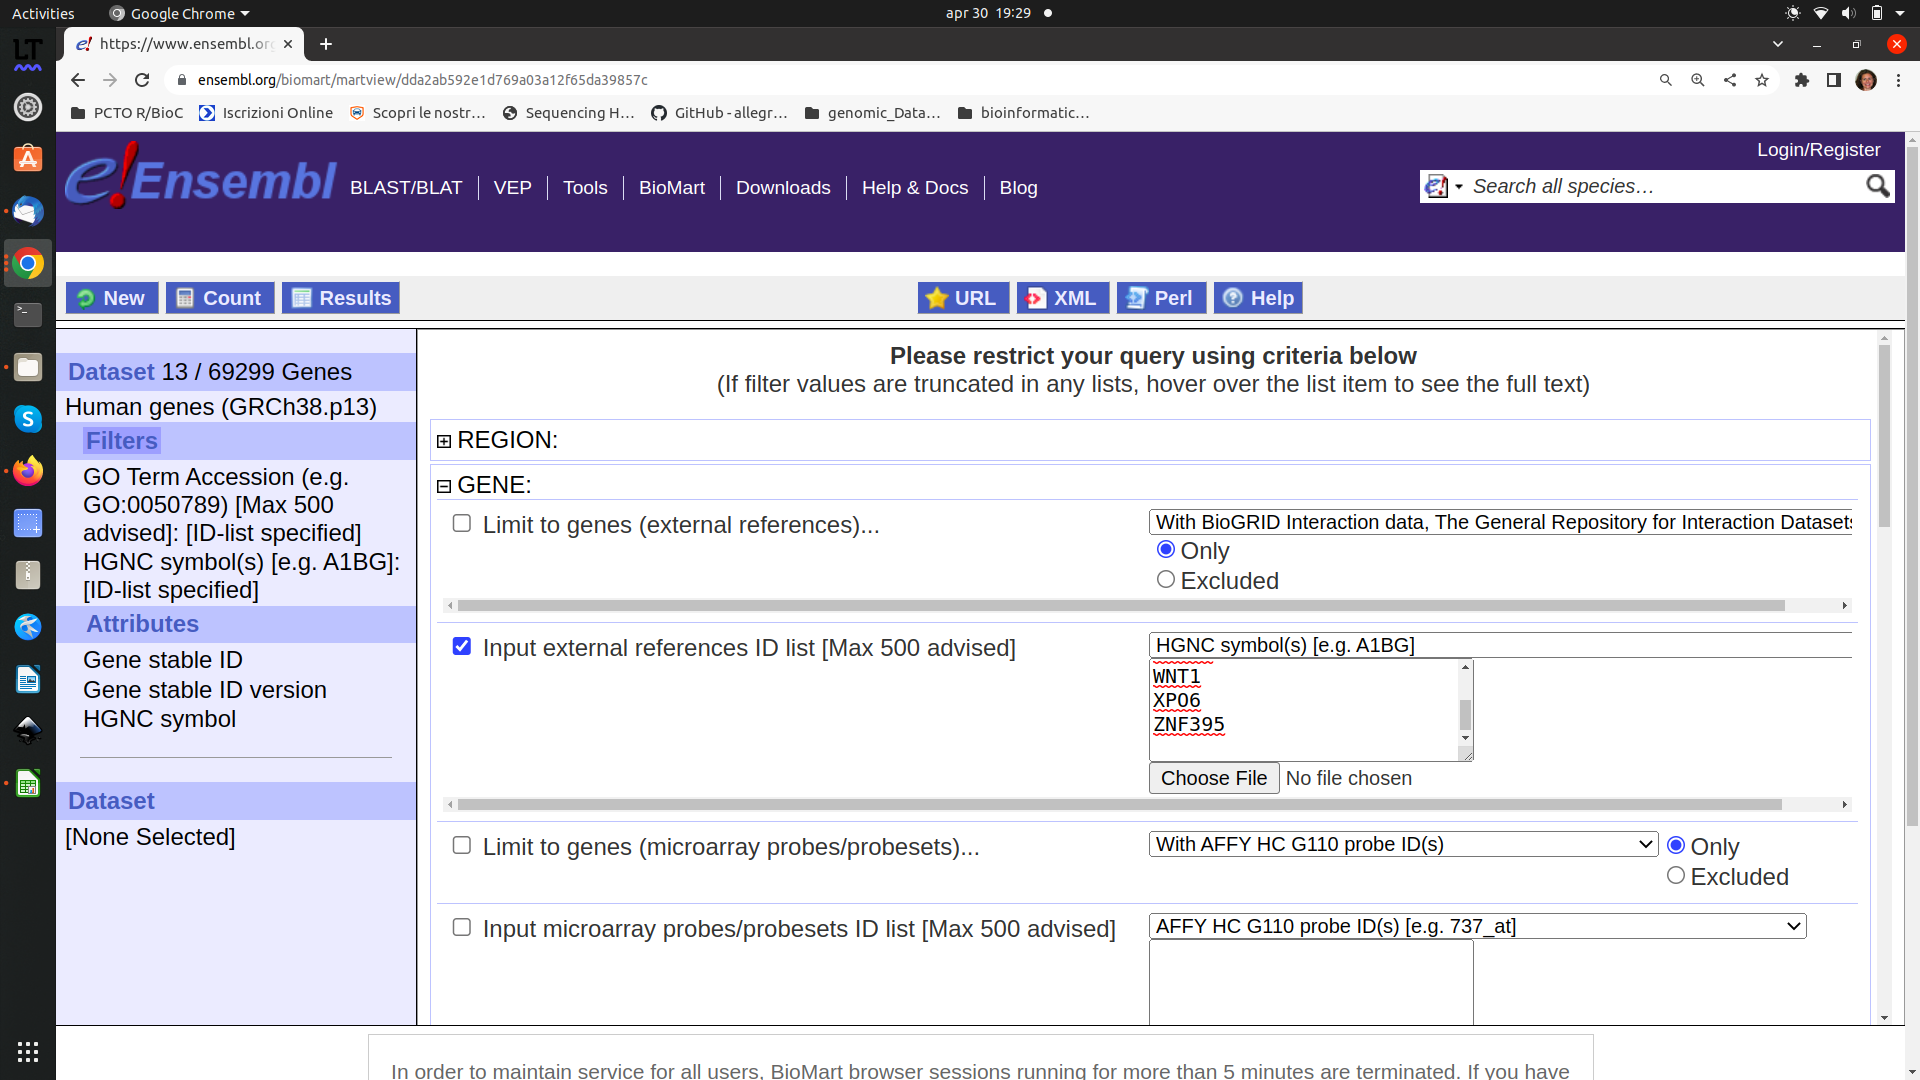 Activities
Google Chrome
apr 30 19:29
https://www.ensembl.org
ensembl.org/biomart/martview/dda2ab592e1d769a03a12f65da39857c
PCTO R/BioC
Iscrizioni Online
Scopri le nostr…
Sequencing H…
GitHub - allegr…
genomic_Data…
bioinformatic…
Login/Register
e!Ensembl
BLAST/BLAT
VEP
Tools
BioMart
Downloads
Help & Docs
Blog
Search all species…
New
Count
Results
URL
XML
Perl
Help
Dataset 13 / 69299 Genes
Human genes (GRCh38.p13)
Filters
GO Term Accession (e.g.
GO:0050789) [Max 500
advised]: [ID-list specified]
HGNC symbol(s) [e.g. A1BG]:
[ID-list specified]
Attributes
Gene stable ID
Gene stable ID version
HGNC symbol
Dataset
[None Selected]
Please restrict your query using criteria below
(If filter values are truncated in any lists, hover over the list item to see the full text)
REGION:
GENE:
Limit to genes (external references)...
With BioGRID Interaction data, The General Repository for Interaction Datasets
Only
Excluded
Input external references ID list [Max 500 advised]
HGNC symbol(s) [e.g. A1BG]
WNT1
XPO6
ZNF395
Choose File No file chosen
Limit to genes (microarray probes/probesets)...
With AFFY HC G110 probe ID(s)
Only
Excluded
Input microarray probes/probesets ID list [Max 500 advised]
AFFY HC G110 probe ID(s) [e.g. 737_at]
In order to maintain service for all users, BioMart browser sessions running for more than 5 minutes are terminated. If you have